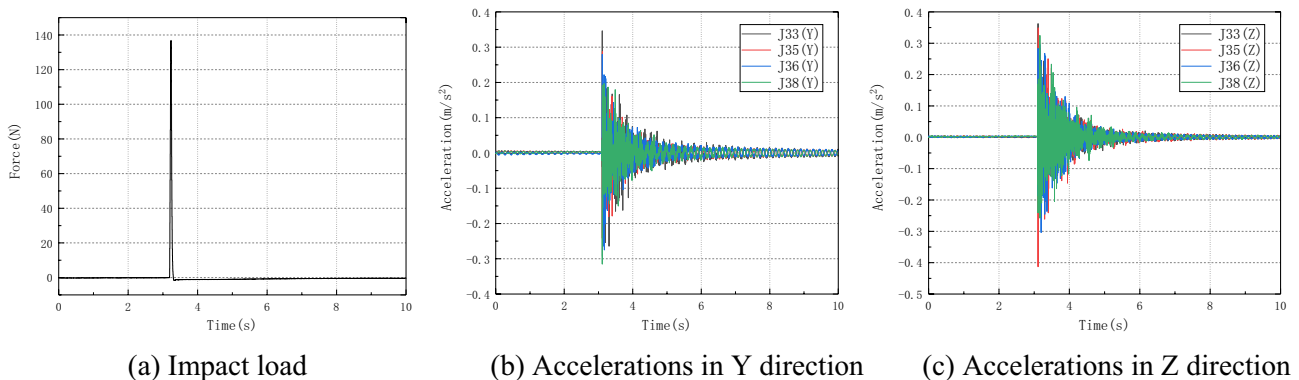 140
120
100
80
60
40
20
0
Force(N)
0 2 4 6 8 10
Time(s)
(a) Impact load
0.4
0.3
0.2
0.1
0.0
-0.1
-0.2
-0.3
-0.4
Acceleration(m/s²)
J33(Y)
J35(Y)
J36(Y)
J38(Y)
0 2 4 6 8 10
Time(s)
(b) Accelerations in Y direction
0.4
0.3
0.2
0.1
0.0
-0.1
-0.2
-0.3
-0.4
-0.5
Acceleration(m/s²)
J33(Z)
J35(Z)
J36(Z)
J38(Z)
0 2 4 6 8 10
Time(s)
(c) Accelerations in Z direction